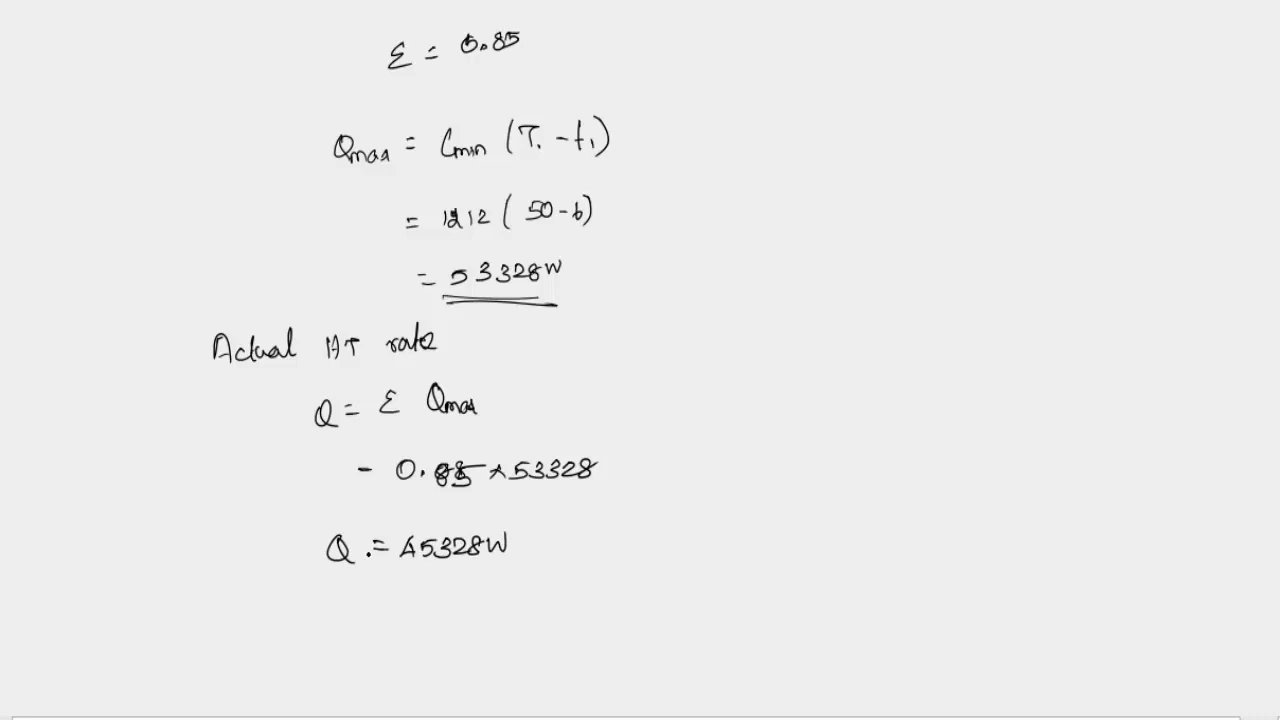 Ɛ = 0.85
Qmax = Cmin (T₁ - t₁)
= 1212 ( 50 - 6)
= 53328W
Actual HT rate
Q = Ɛ Qmax
- 0.85 × 53328
Q = 45328W